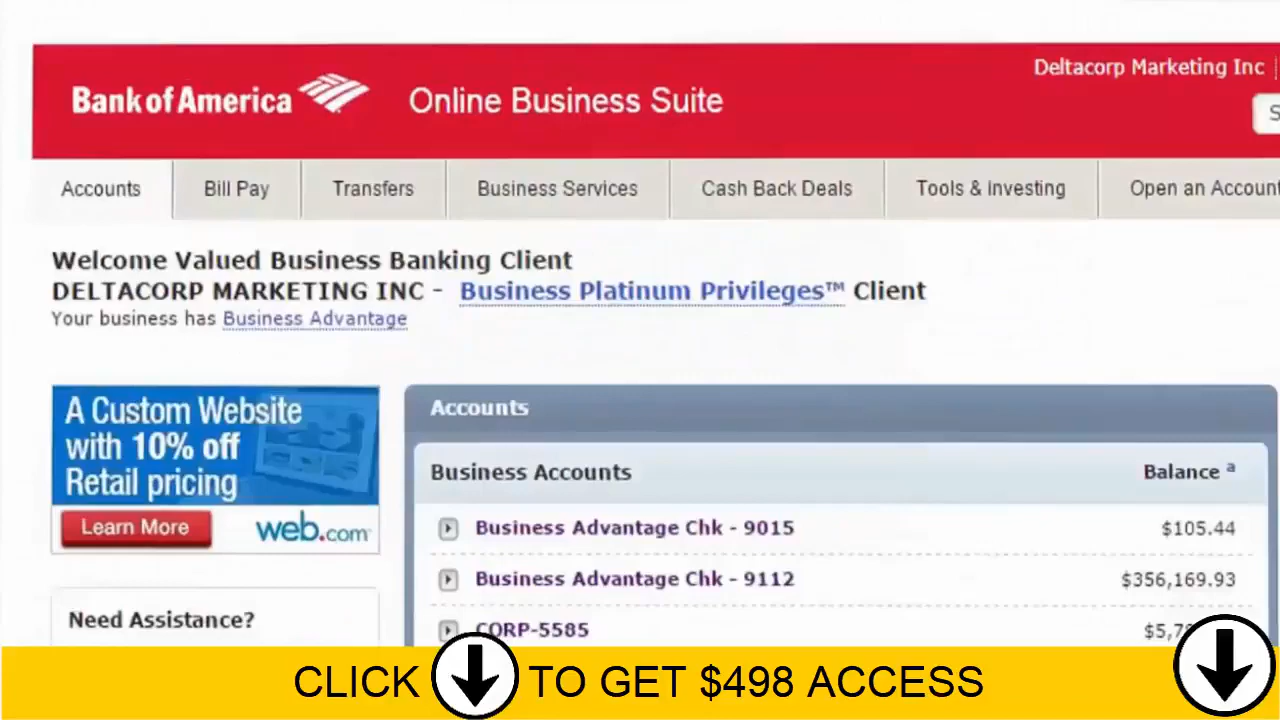 Deltacorp Marketing Inc
Bank of America
Online Business Suite
S
Accounts
Bill Pay
Transfers
Business Services
Cash Back Deals
Tools & Investing
Open an Account
Welcome Valued Business Banking Client
DELTACORP MARKETING INC - Business Platinum Privileges™ Client
Your business has Business Advantage
A Custom Website
with 10% off
Retail pricing
Learn More
web.com
Need Assistance?
Accounts
Business Accounts
Balance a
Business Advantage Chk - 9015
$105.44
Business Advantage Chk - 9112
$356,169.93
CORP-5585
CLICK TO GET $498 ACCESS